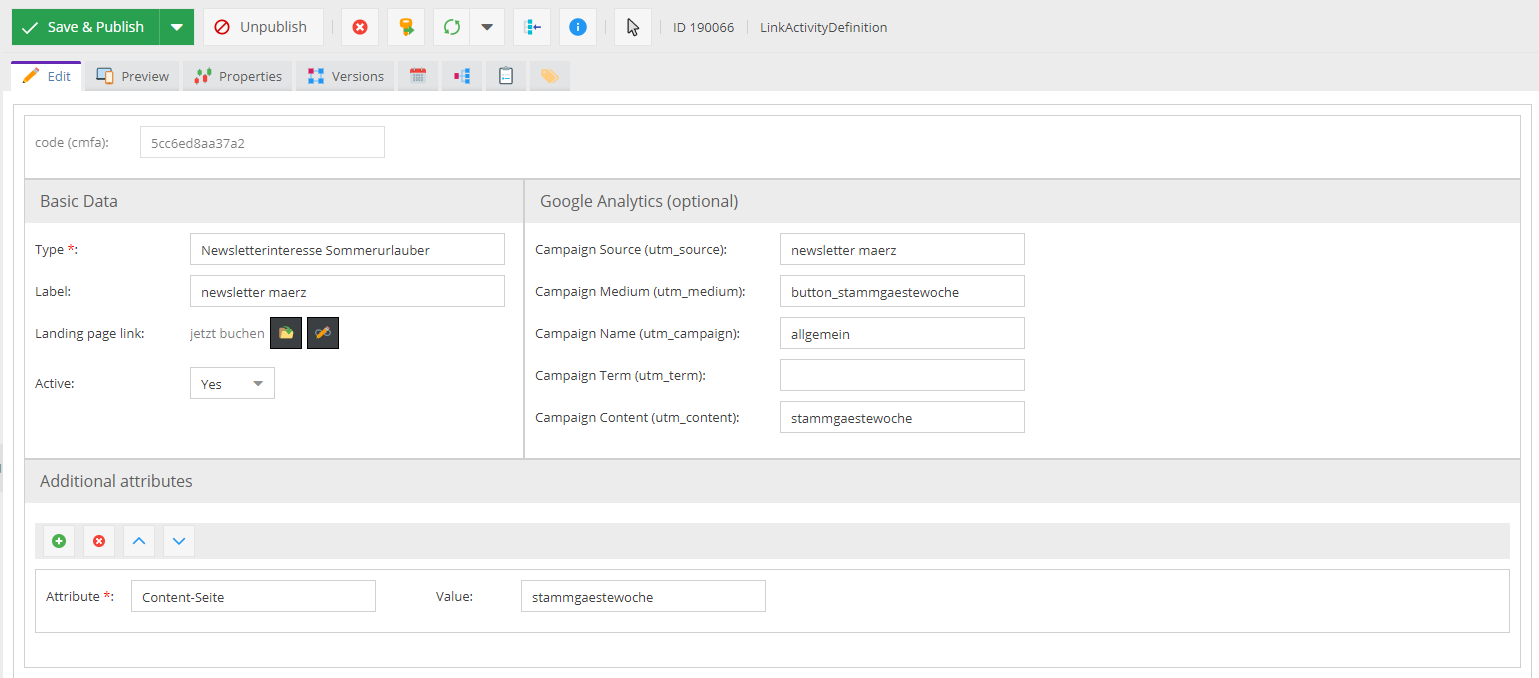 Save & Publish Unpublish ID 190066 LinkActivityDefinition
Edit Preview Properties Versions
code (cmfa): 5cc6ed8aa37a2
Basic Data Google Analytics (optional)
Type *: Newsletterinteresse Sommerurlauber Campaign Source (utm_source): newsletter maerz
Label: newsletter maerz Campaign Medium (utm_medium): button_stammgaestewoche
Landing page link: jetzt buchen Campaign Name (utm_campaign): allgemein
Campaign Term (utm_term):
Active: Yes
Campaign Content (utm_content): stammgaestewoche
Additional attributes
Attribute *: Content-Seite Value: stammgaestewoche